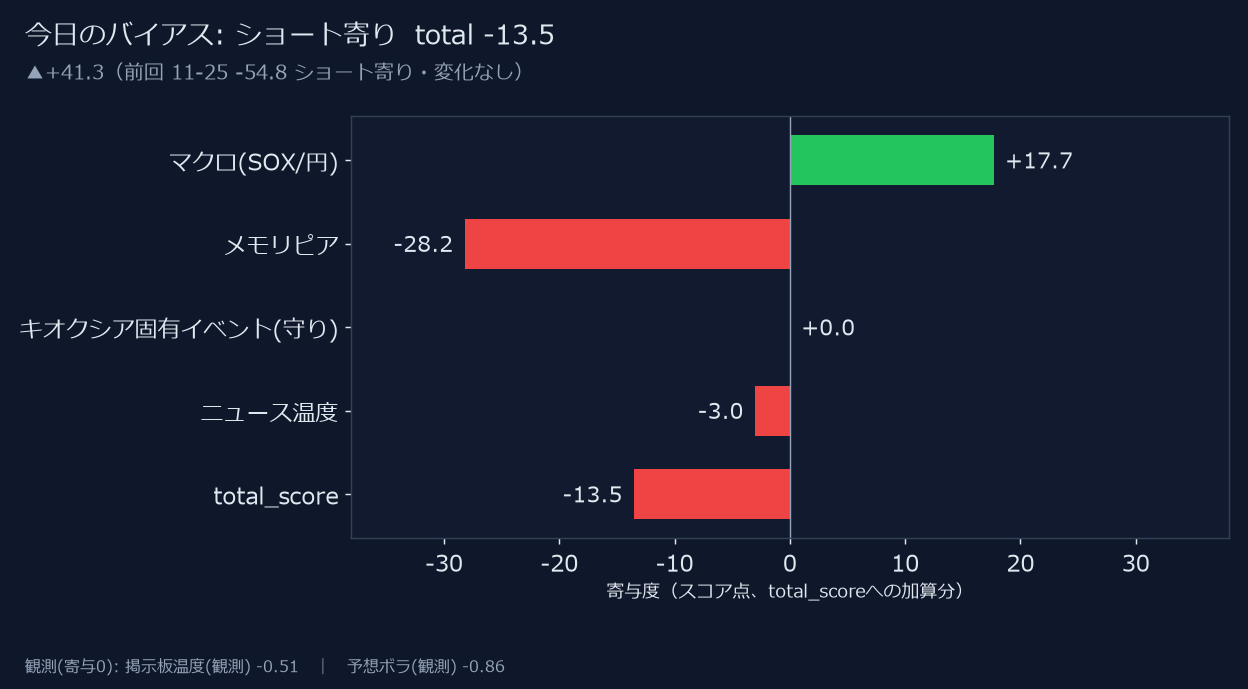 今日のバイアス: ショート寄り  total -13.5
▲+41.3（前回 11-25 -54.8 ショート寄り・変化なし）
マクロ(SOX/円)
+17.7
メモリピア
-28.2
キオクシア固有イベント(守り)
+0.0
ニュース温度
-3.0
total_score
-13.5
-30 -20 -10 0 10 20 30
寄与度（スコア点、total_scoreへの加算分）
観測(寄与0): 掲示板温度(観測) -0.51 ｜ 予想ボラ(観測) -0.86